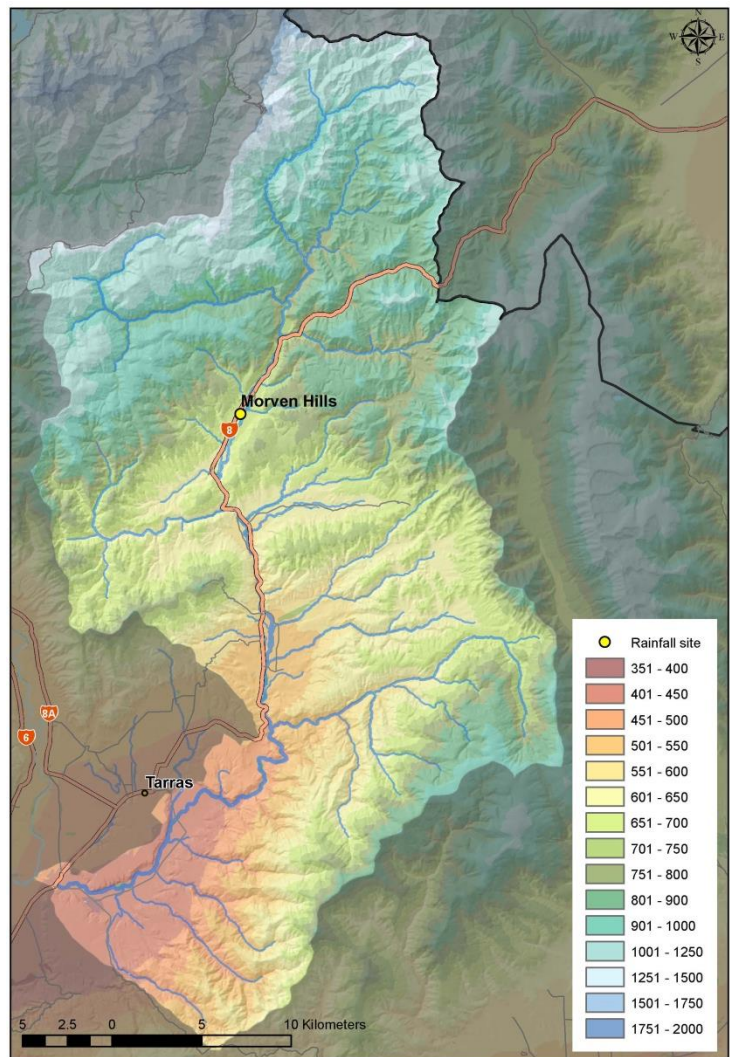 N
W E
S
Morven Hills
8
8A
6
Tarras
Rainfall site
351 - 400
401 - 450
451 - 500
501 - 550
551 - 600
601 - 650
651 - 700
701 - 750
751 - 800
801 - 900
901 - 1000
1001 - 1250
1251 - 1500
1501 - 1750
1751 - 2000
5 2.5 0 5 10 Kilometers